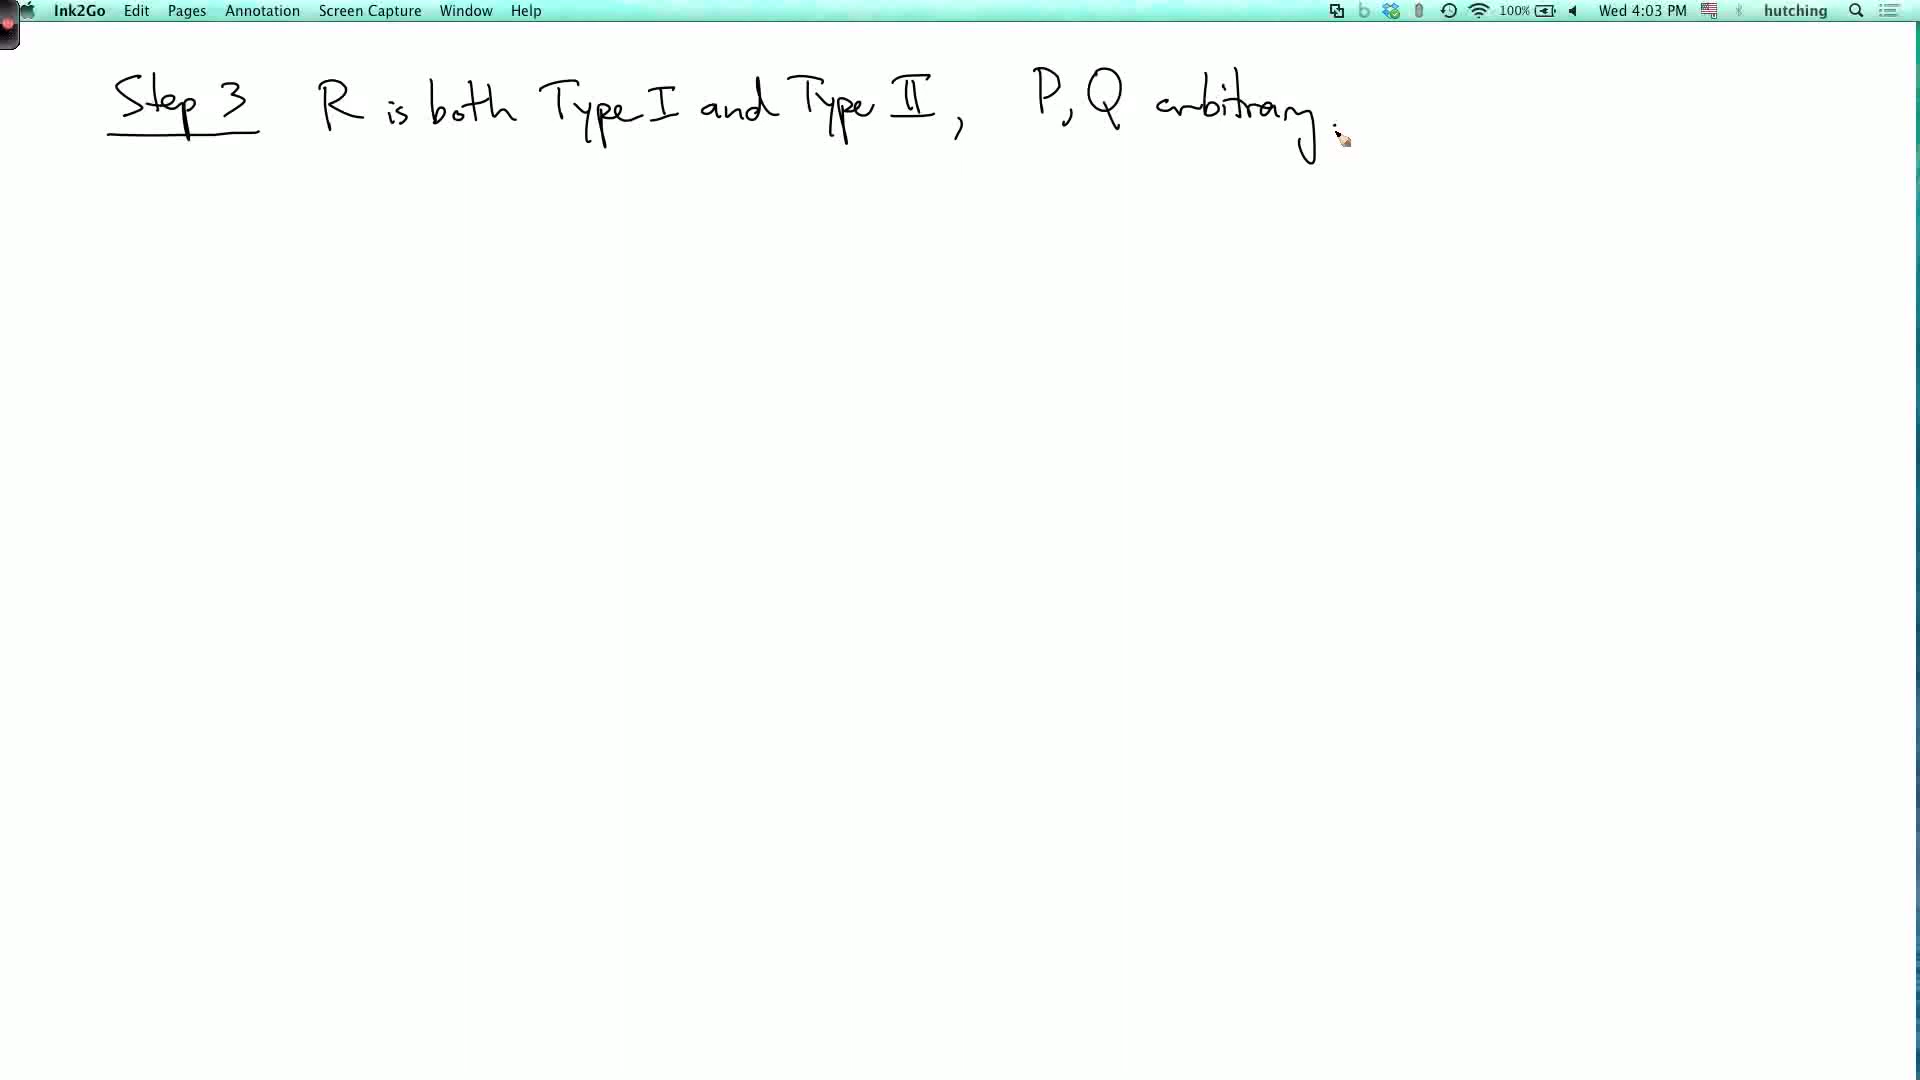 Ink2Go Edit Pages Annotation Screen Capture Window Help 100% Wed 4:03 PM hutching
Step 3 R is both Type I and Type II, P, Q arbitrary.